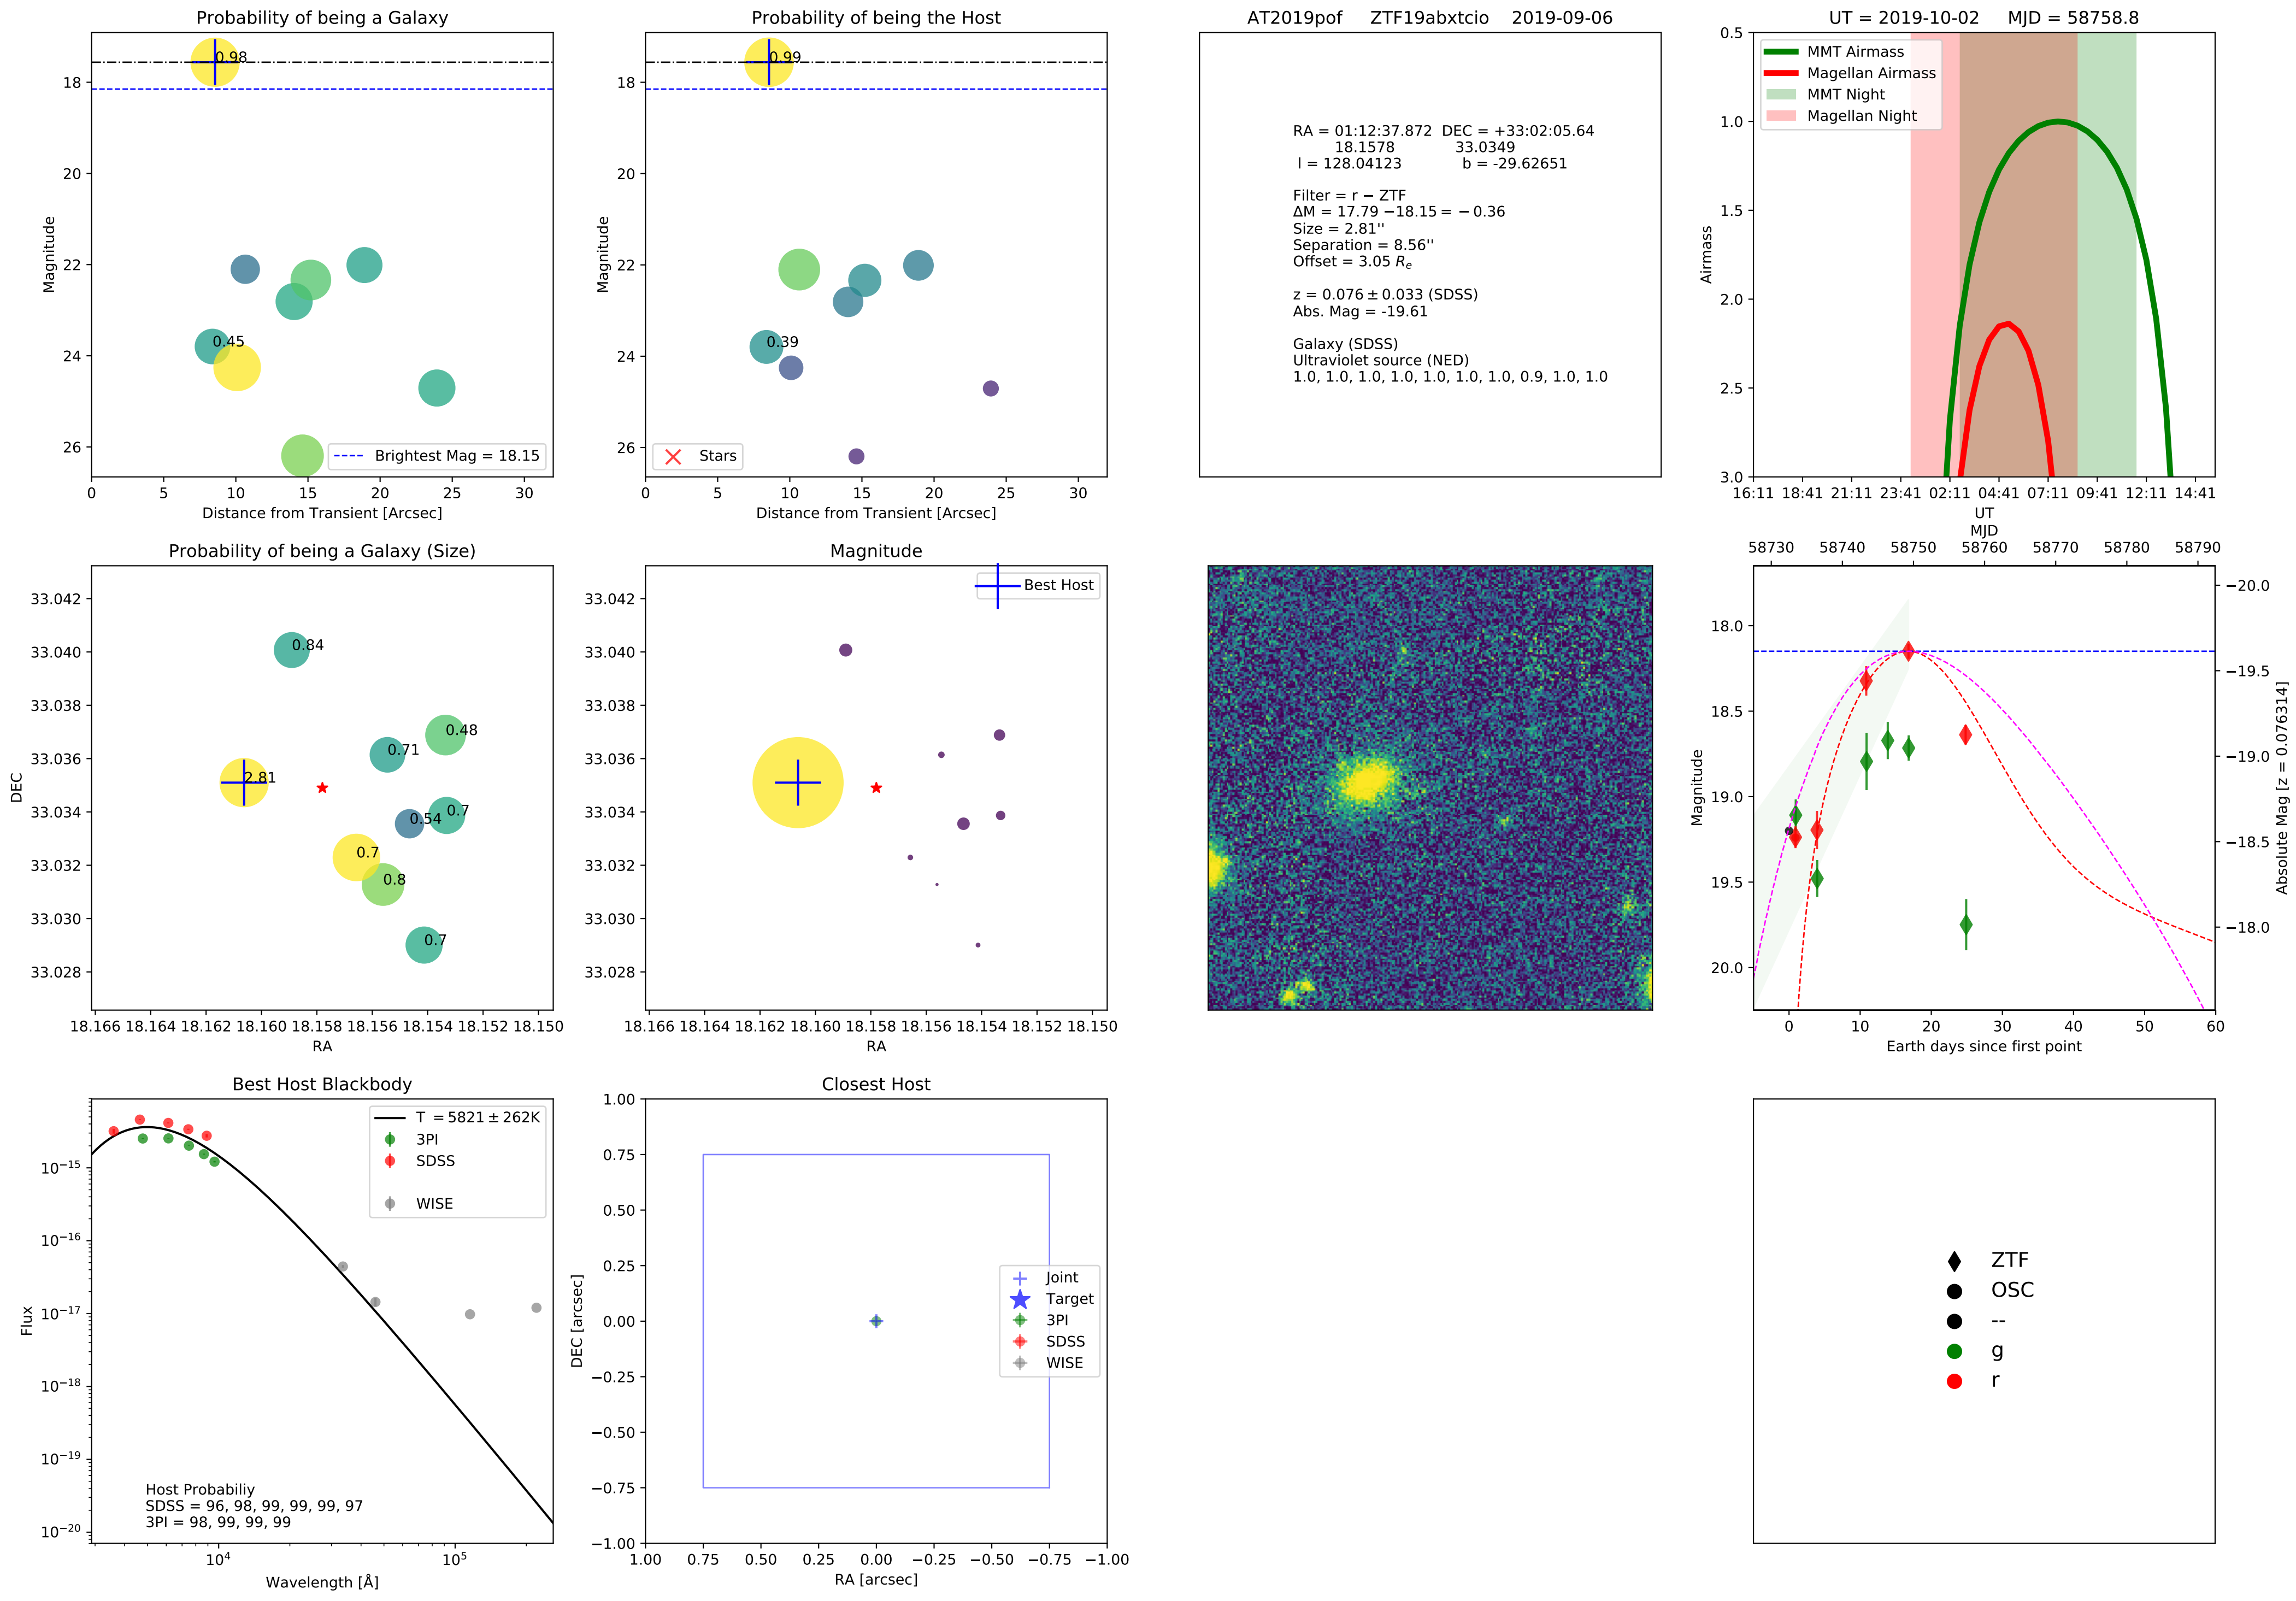 Probability of being a Galaxy
0.98
0.45
18
20
22
24
26
Magnitude
Brightest Mag = 18.15
0 5 10 15 20 25 30
Distance from Transient [Arcsec]
Probability of being the Host
0.99
0.39
18
20
22
24
26
Magnitude
Stars
0 5 10 15 20 25 30
Distance from Transient [Arcsec]
AT2019pof ZTF19abxtcio 2019-09-06
RA = 01:12:37.872 DEC = +33:02:05.64
18.1578 33.0349
l = 128.04123 b = -29.62651
Filter = r − ZTF
ΔM = 17.79 −18.15 = −0.36
Size = 2.81''
Separation = 8.56''
Offset = 3.05 Re
z = 0.076 ± 0.033 (SDSS)
Abs. Mag = -19.61
Galaxy (SDSS)
Ultraviolet source (NED)
1.0, 1.0, 1.0, 1.0, 1.0, 1.0, 1.0, 0.9, 1.0, 1.0
UT = 2019-10-02 MJD = 58758.8
MMT Airmass
Magellan Airmass
MMT Night
Magellan Night
0.5
1.0
1.5
2.0
2.5
3.0
Airmass
16:11 18:41 21:11 23:41 02:11 04:41 07:11 09:41 12:11 14:41
UT
Probability of being a Galaxy (Size)
0.84
0.48
0.71
2.81
0.54
0.7
0.7
0.8
0.7
33.042
33.040
33.038
33.036
33.034
33.032
33.030
33.028
DEC
18.166 18.164 18.162 18.160 18.158 18.156 18.154 18.152 18.150
RA
Magnitude
Best Host
33.042
33.040
33.038
33.036
33.034
33.032
33.030
33.028
18.166 18.164 18.162 18.160 18.158 18.156 18.154 18.152 18.150
RA
MJD
58730 58740 58750 58760 58770 58780 58790
18.0
18.5
19.0
19.5
20.0
Magnitude
−20.0
−19.5
−19.0
−18.5
−18.0
Absolute Mag [z = 0.076314]
0 10 20 30 40 50 60
Earth days since first point
Best Host Blackbody
T = 5821 ± 262K
3PI
SDSS
WISE
10−15
10−16
10−17
10−18
10−19
10−20
Flux
Host Probabiliy
SDSS = 96, 98, 99, 99, 99, 97
3PI = 98, 99, 99, 99
104 105
Wavelength [Å]
Closest Host
1.00
0.75
0.50
0.25
0.00
−0.25
−0.50
−0.75
−1.00
DEC [arcsec]
Joint
Target
3PI
SDSS
WISE
1.00 0.75 0.50 0.25 0.00 −0.25 −0.50 −0.75 −1.00
RA [arcsec]
ZTF
OSC
--
g
r